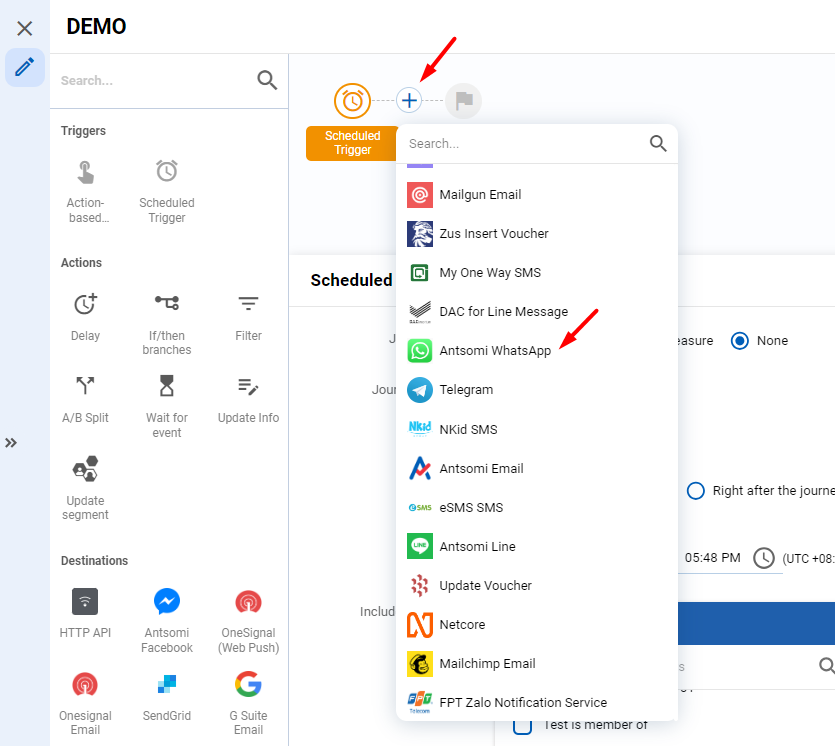 DEMO
Search...
Triggers
Action-
based...
Scheduled
Trigger
Actions
Delay
If/then
branches
Filter
A/B Split
Wait for
event
Update Info
Update
segment
Destinations
HTTP API
Antsomi
Facebook
OneSignal
(Web Push)
Onesignal
Email
SendGrid
G Suite
Email
Scheduled
Trigger
Search...
Mailgun Email
Zus Insert Voucher
My One Way SMS
DAC for Line Message
Antsomi WhatsApp
Telegram
NKid SMS
Antsomi Email
eSMS SMS
Antsomi Line
Update Voucher
Netcore
Mailchimp Email
FPT Zalo Notification Service
Scheduled
J
easure
None
Jour
Right after the journe
05:48 PM
(UTC +08:
Includ
s
Test is member of